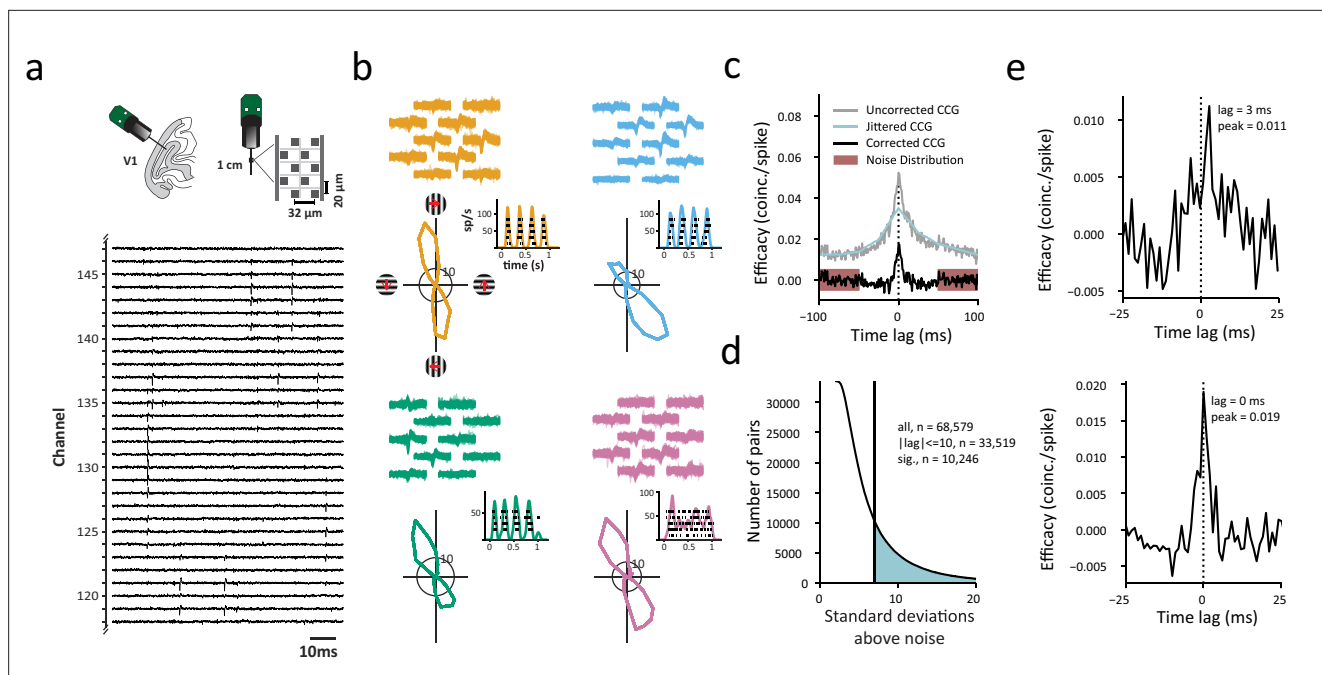 a
V1
1 cm
32 µm
20 µm
Channel
145
140
135
130
125
120
10ms
b
sp/s
100
50
0
0
0.5
1
time (s)
10
100
50
0
0.5
1
10
50
0
0.5
1
10
100
50
0
0
0.5
1
10
c
Uncorrected CCG
Jittered CCG
Corrected CCG
Noise Distribution
Efficacy (coinc./spike)
0.08
0.06
0.04
0.02
0.00
−100
0
100
Time lag (ms)
d
Number of pairs
30000
25000
20000
15000
10000
5000
0
all, n = 68,579
|lag|<=10, n = 33,519
sig., n = 10,246
0
10
20
Standard deviations
above noise
e
Efficacy (coinc./spike)
0.010
0.005
0.000
−0.005
lag = 3 ms
peak = 0.011
−25
0
25
Time lag (ms)
Efficacy (coinc./spike)
0.020
0.015
0.010
0.005
0.000
−0.005
lag = 0 ms
peak = 0.019
−25
0
25
Time lag (ms)